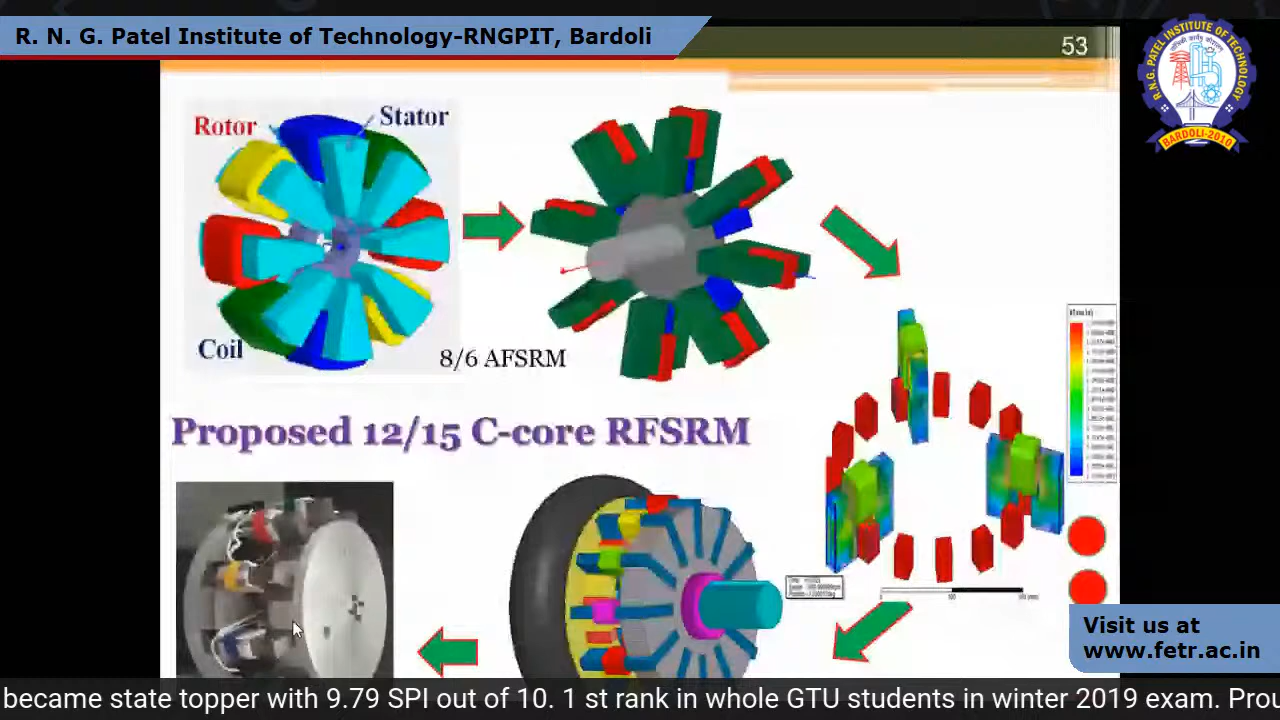 R. N. G. Patel Institute of Technology-RNGPIT, Bardoli
53
R.N.G. PATEL INSTITUTE OF TECHNOLOGY
BARDOLI-2010
Rotor
Stator
Coil
8/6 AFSRM
Proposed 12/15 C-core RFSRM
Visit us at
www.fetr.ac.in
became state topper with 9.79 SPI out of 10. 1 st rank in whole GTU students in winter 2019 exam. Prou